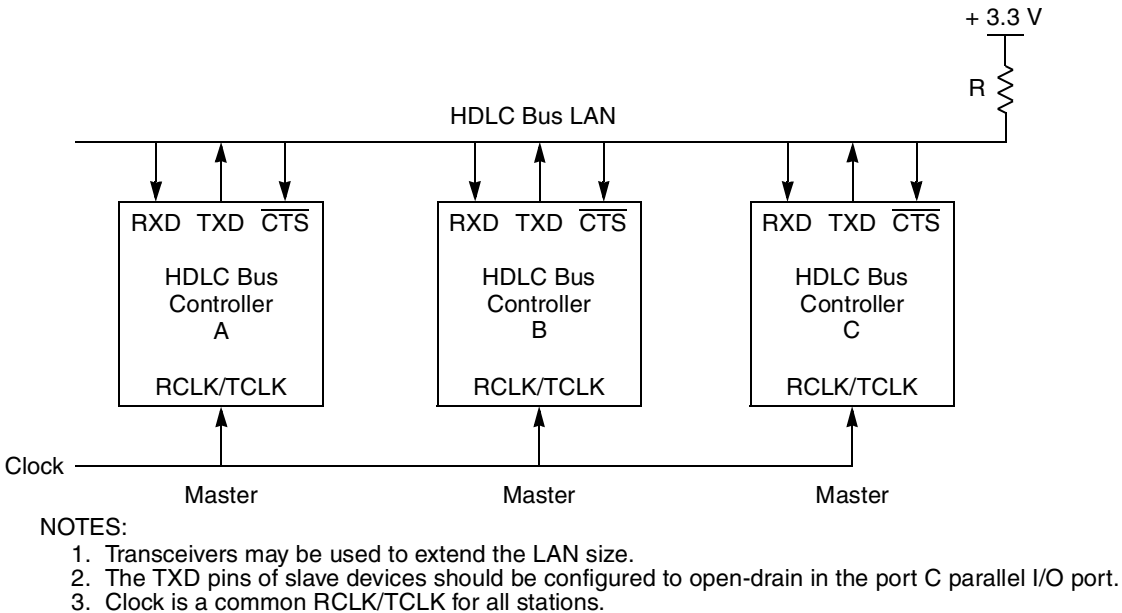 + 3.3 V
R
HDLC Bus LAN
RXD TXD CTS
RXD TXD CTS
RXD TXD CTS
HDLC Bus
Controller
A
HDLC Bus
Controller
B
HDLC Bus
Controller
C
RCLK/TCLK
RCLK/TCLK
RCLK/TCLK
Clock
Master
Master
Master
NOTES:
1. Transceivers may be used to extend the LAN size.
2. The TXD pins of slave devices should be configured to open-drain in the port C parallel I/O port.
3. Clock is a common RCLK/TCLK for all stations.